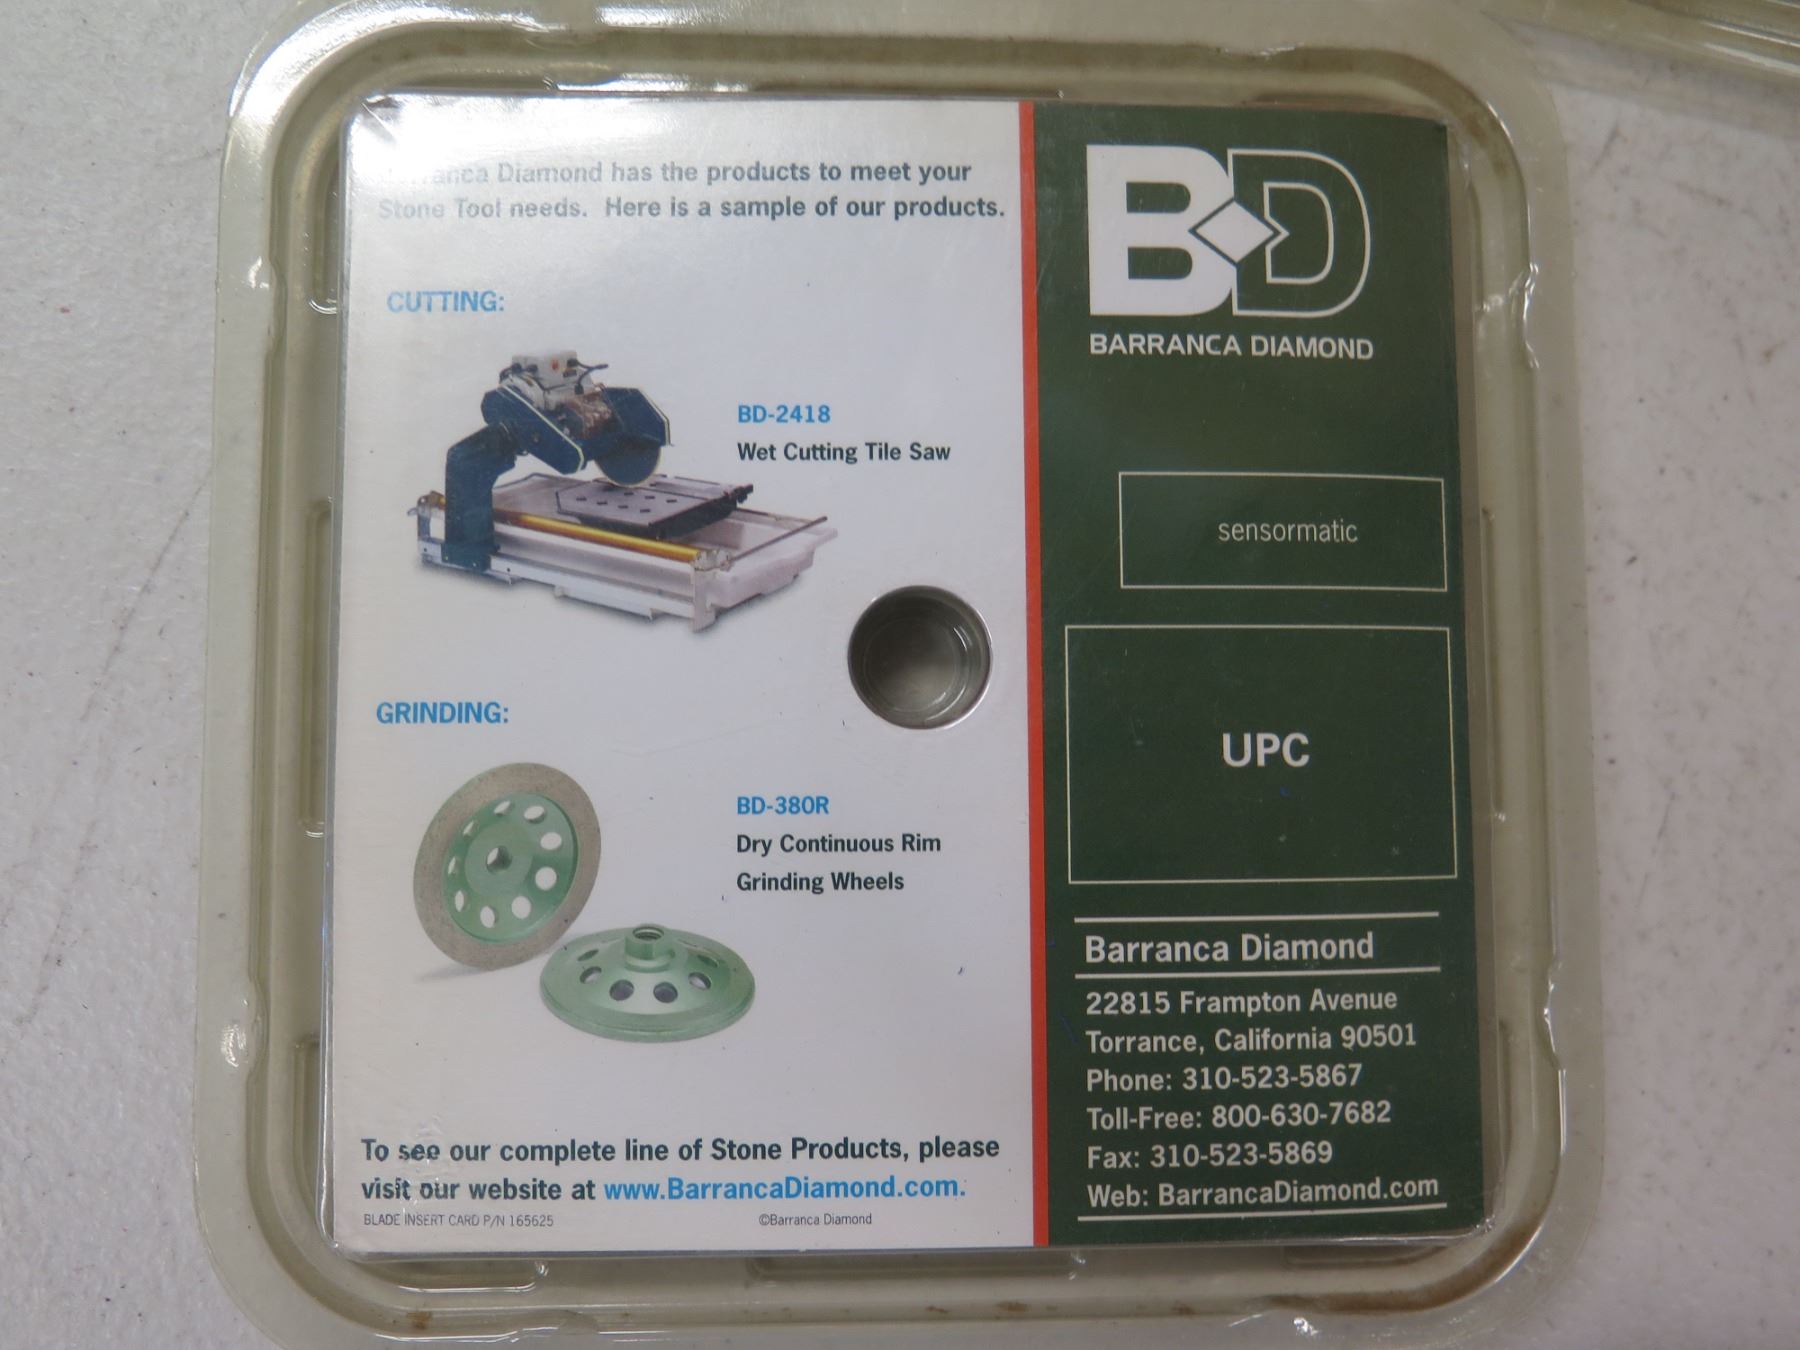 Barranca Diamond has the products to meet your
Stone Tool needs. Here is a sample of our products.
CUTTING:
BD-2418
Wet Cutting Tile Saw
GRINDING:
BD-380R
Dry Continuous Rim
Grinding Wheels
To see our complete line of Stone Products, please
visit our website at www.BarrancaDiamond.com.
BLADE INSERT CARD P/N 165625
©Barranca Diamond
BD
BARRANCA DIAMOND
sensormatic
UPC
Barranca Diamond
22815 Frampton Avenue
Torrance, California 90501
Phone: 310-523-5867
Toll-Free: 800-630-7682
Fax: 310-523-5869
Web: BarrancaDiamond.com